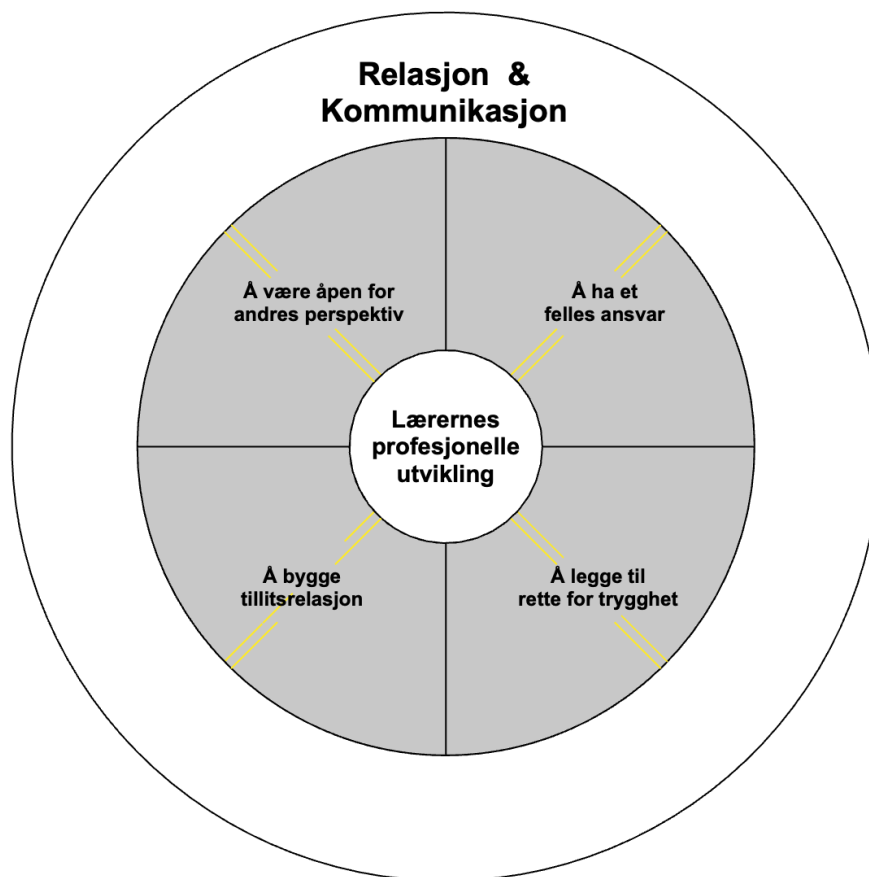 Relasjon &
Kommunikasjon
Å være åpen for
andres perspektiv
Å ha et
felles ansvar
Lærernes
profesjonelle
utvikling
Å bygge
tillitsrelasjon
Å legge til
rette for trygghet